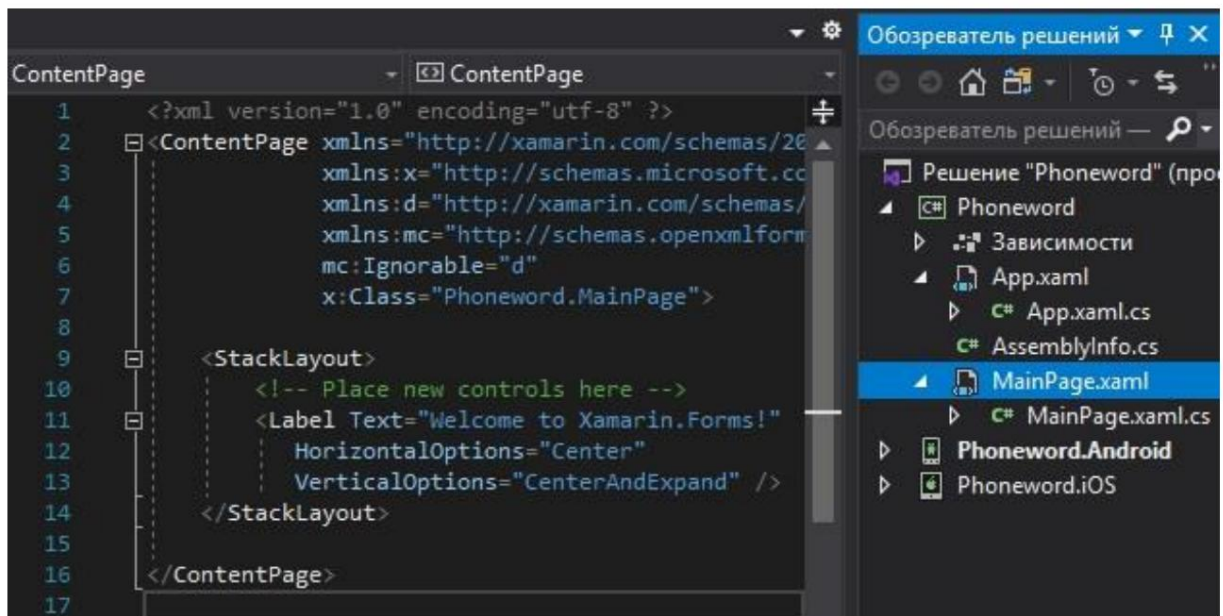 Обозреватель решений
ContentPage
ContentPage
Обозреватель решений —
1 <?xml version="1.0" encoding="utf-8" ?>
2 <ContentPage xmlns="http://xamarin.com/schemas/20
3 xmlns:x="http://schemas.microsoft.co
4 xmlns:d="http://xamarin.com/schemas/
5 xmlns:mc="http://schemas.openxmlform
6 mc:Ignorable="d"
7 x:Class="Phoneword.MainPage">
8
9 <StackLayout>
10 <!-- Place new controls here -->
11 <Label Text="Welcome to Xamarin.Forms!"
12 HorizontalOptions="Center"
13 VerticalOptions="CenterAndExpand" />
14 </StackLayout>
15
16 </ContentPage>
17
Решение "Phoneword" (прое
C# Phoneword
Зависимости
App.xaml
C# App.xaml.cs
C# AssemblyInfo.cs
MainPage.xaml
C# MainPage.xaml.cs
Phoneword.Android
Phoneword.iOS